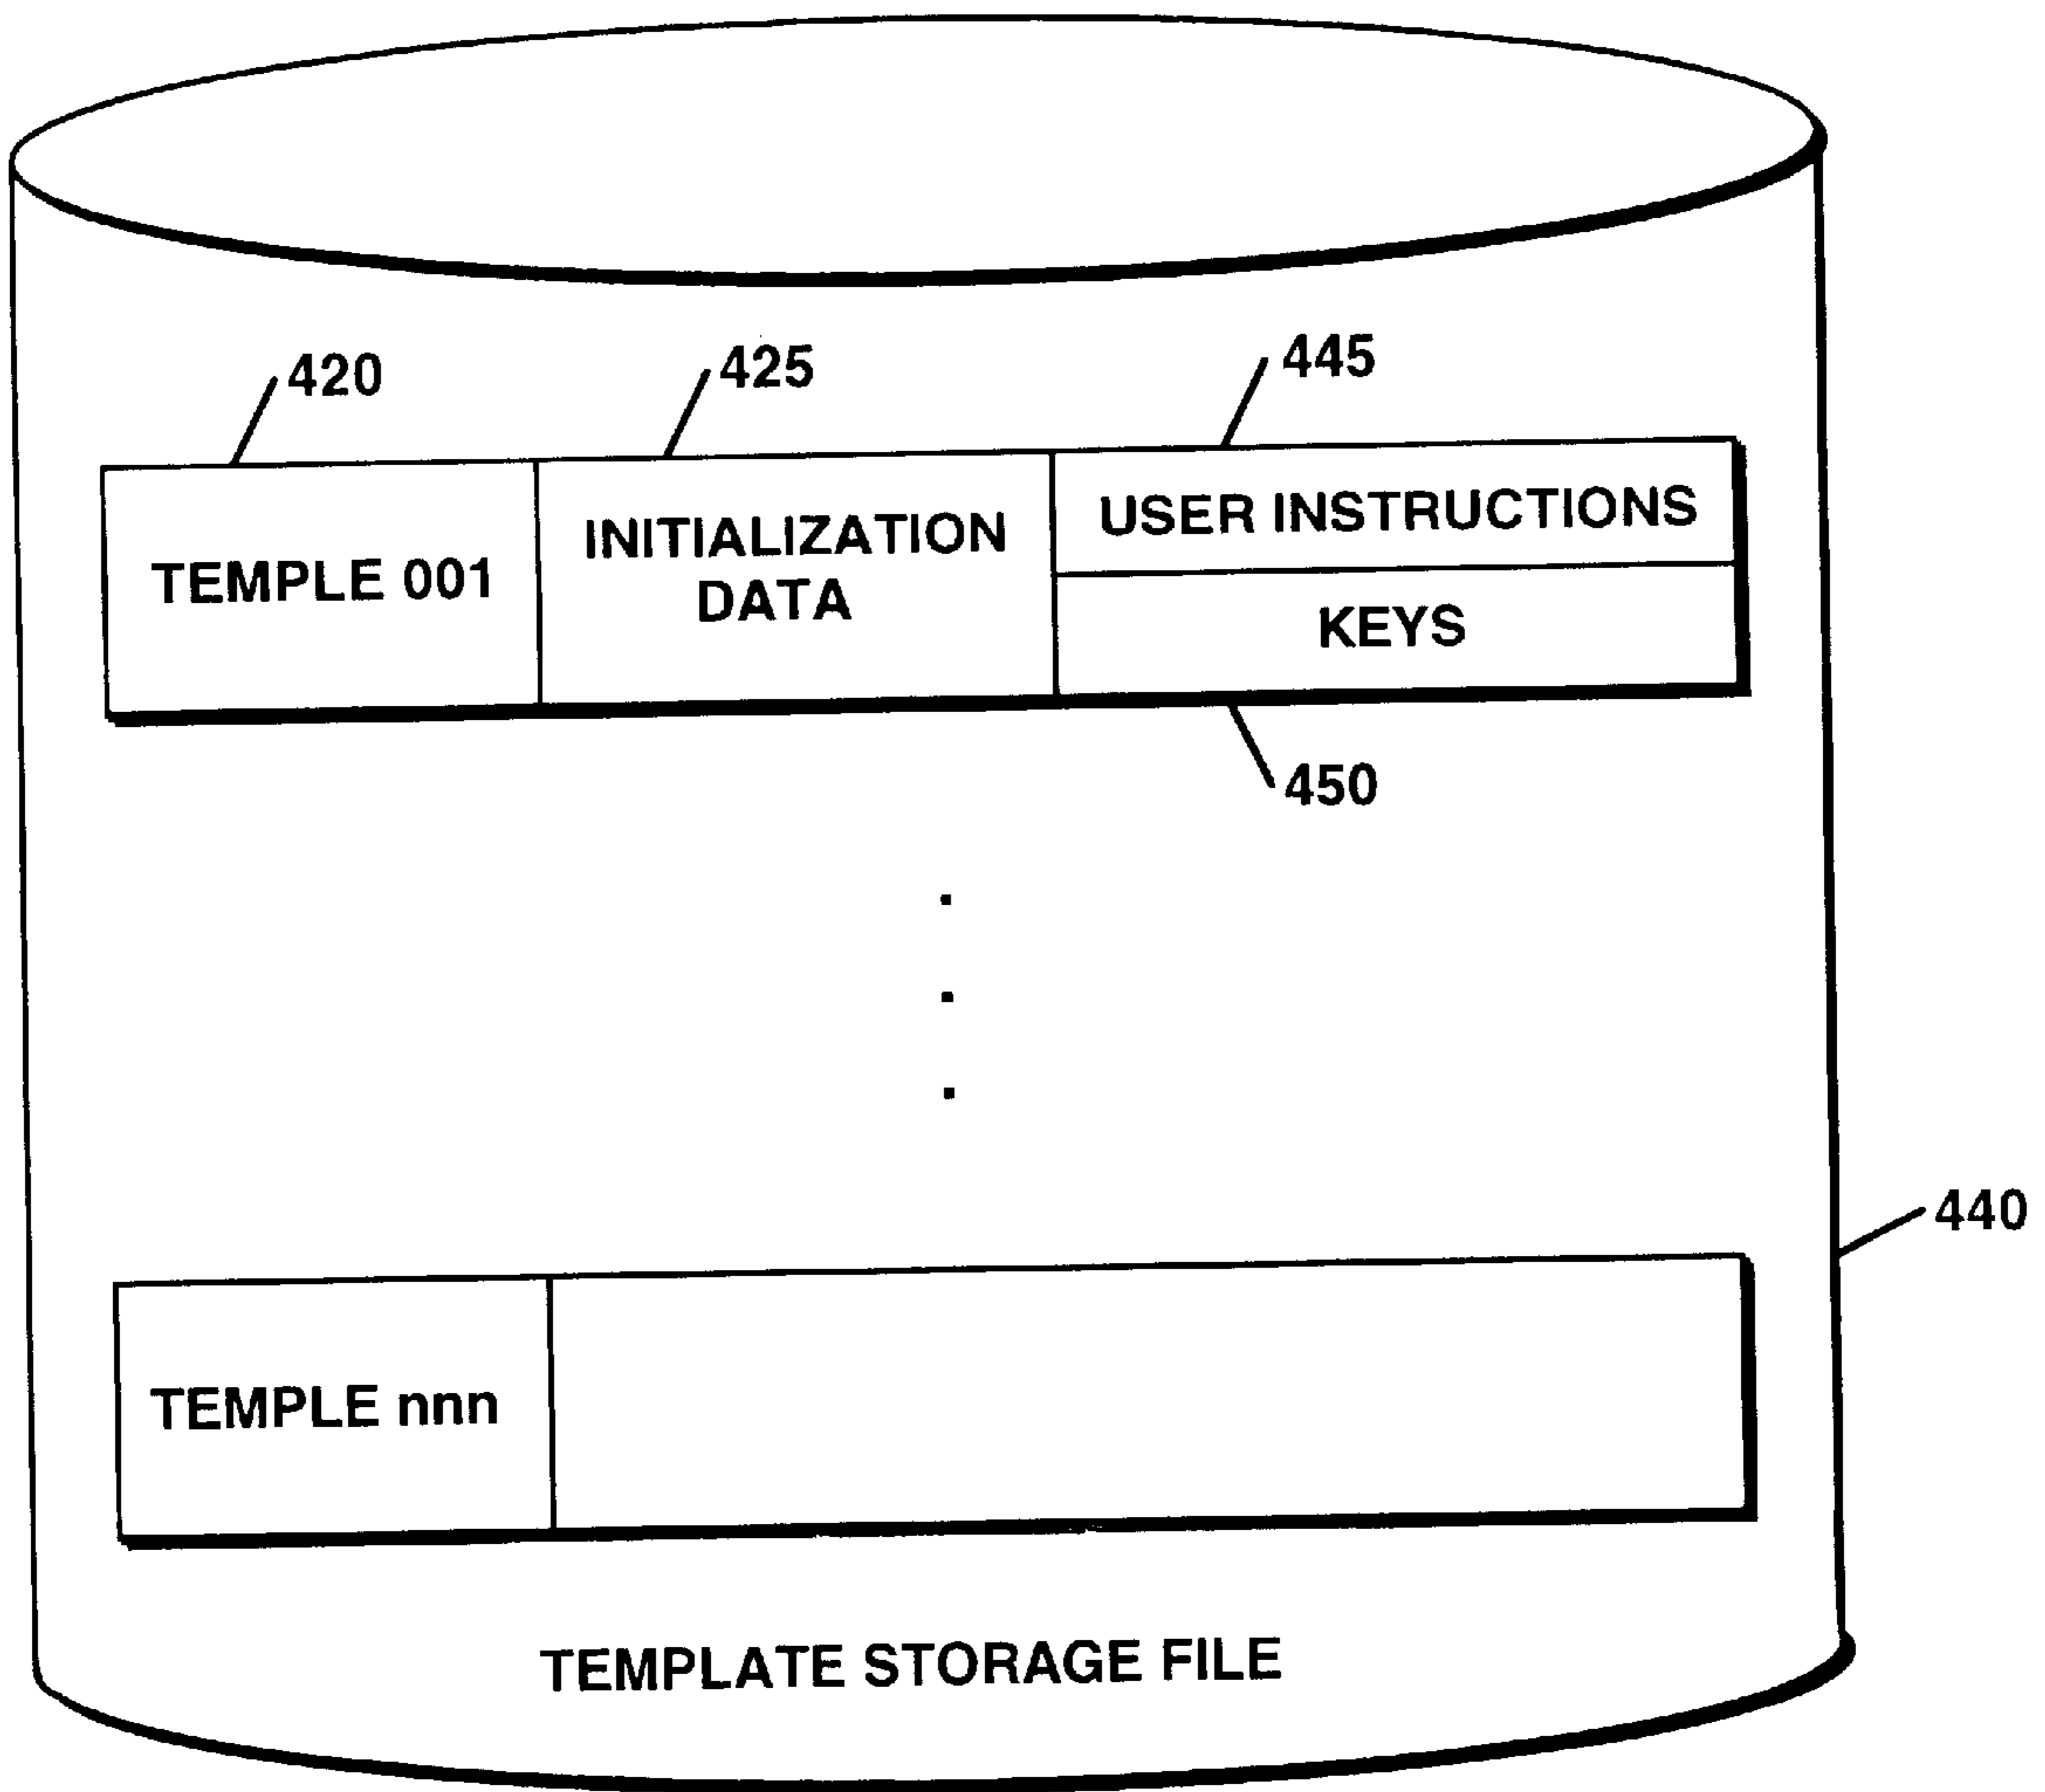 420
425
445
TEMPLE 001
INITIALIZATION
DATA
USER INSTRUCTIONS
KEYS
450
440
TEMPLE nnn
TEMPLATE STORAGE FILE